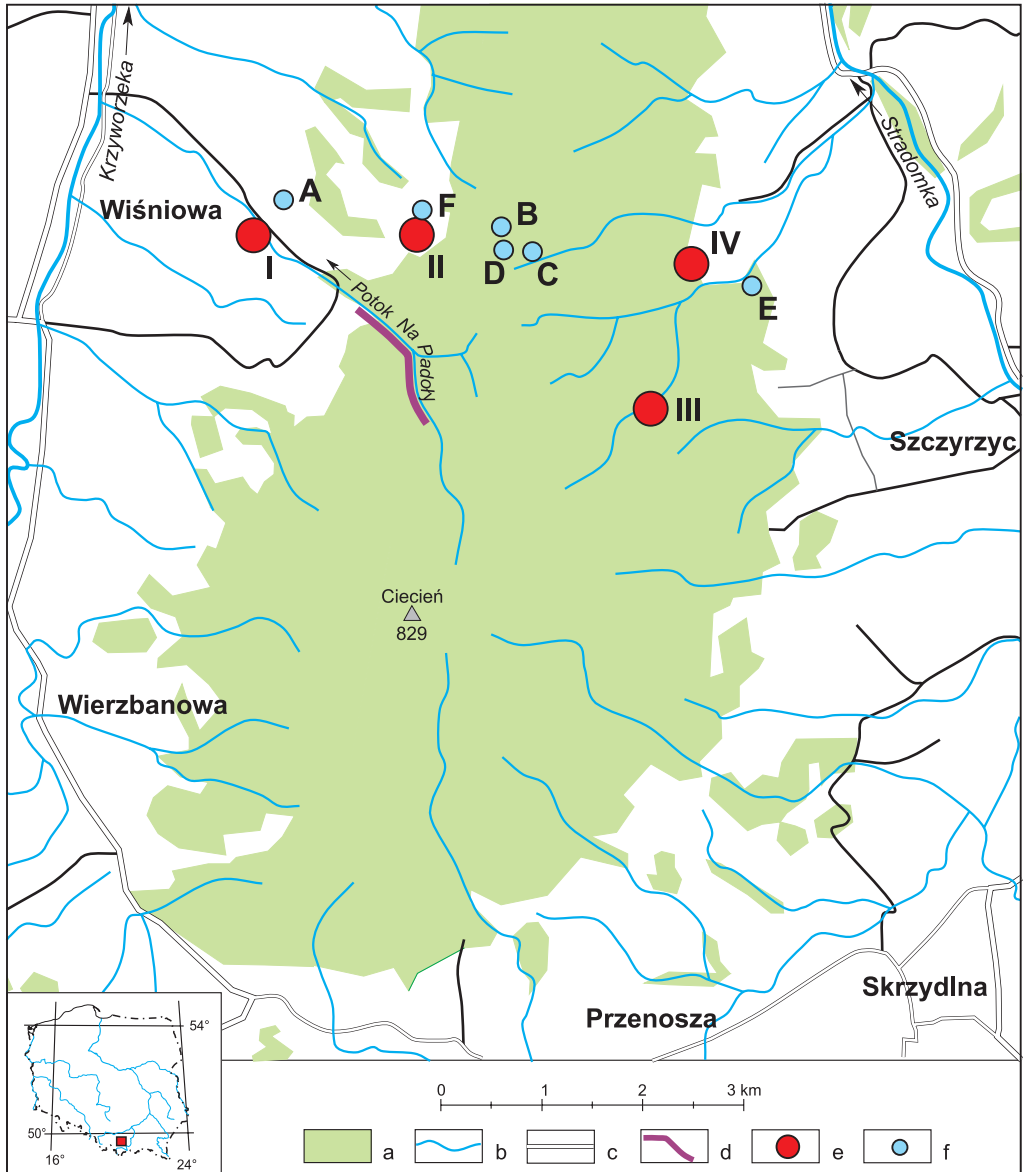 Krzyworzeka
Stradomka
A
Wiśniowa
F
B
I
II
D
C
IV
E
Potok Na Padoły
III
Szczyrzyc
Ciecień
829
Wierzbanowa
Skrzydlna
Przenosza
54°
50°
16°
24°
0 1 2 3 km
a b c d e f